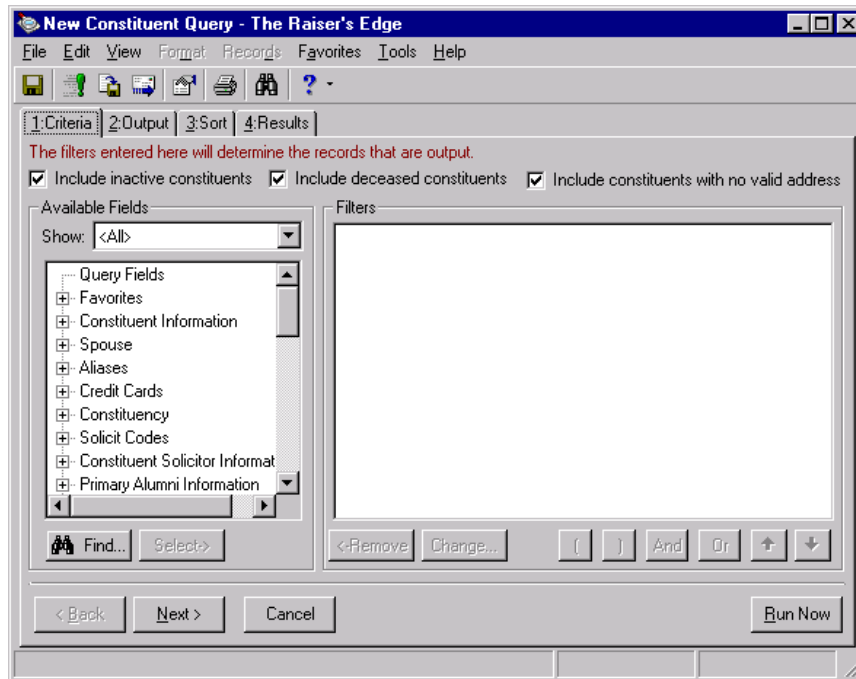 New Constituent Query - The Raiser's Edge
File Edit View Format Records Favorites Tools Help
1:Criteria 2:Output 3:Sort 4:Results
The filters entered here will determine the records that are output.
Include inactive constituents Include deceased constituents Include constituents with no valid address
Available Fields
Show: <All>
Query Fields
Favorites
Constituent Information
Spouse
Aliases
Credit Cards
Constituency
Solicit Codes
Constituent Solicitor Informat
Primary Alumni Information
Find... Select->
Filters
<-Remove Change... ( ) And Or
< Back Next > Cancel Run Now